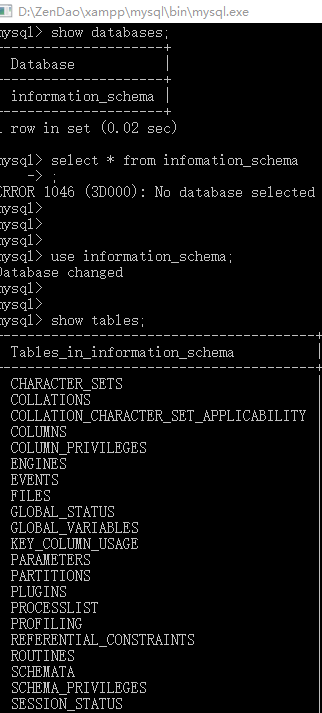 D:\ZenDao\xampp\mysql\bin\mysql.exe
mysql> show databases;
--------------------+
Database           |
--------------------+
information_schema |
--------------------+
row in set (0.02 sec)
mysql> select * from infomation_schema
    -> ;
ERROR 1046 (3D000): No database selected
mysql>
mysql>
mysql>
mysql> use information_schema;
Database changed
mysql>
mysql>
mysql> show tables;
---------------------------------------+
Tables_in_information_schema          |
---------------------------------------+
CHARACTER_SETS
COLLATIONS
COLLATION_CHARACTER_SET_APPLICABILITY
COLUMNS
COLUMN_PRIVILEGES
ENGINES
EVENTS
FILES
GLOBAL_STATUS
GLOBAL_VARIABLES
KEY_COLUMN_USAGE
PARAMETERS
PARTITIONS
PLUGINS
PROCESSLIST
PROFILING
REFERENTIAL_CONSTRAINTS
ROUTINES
SCHEMATA
SCHEMA_PRIVILEGES
SESSION_STATUS